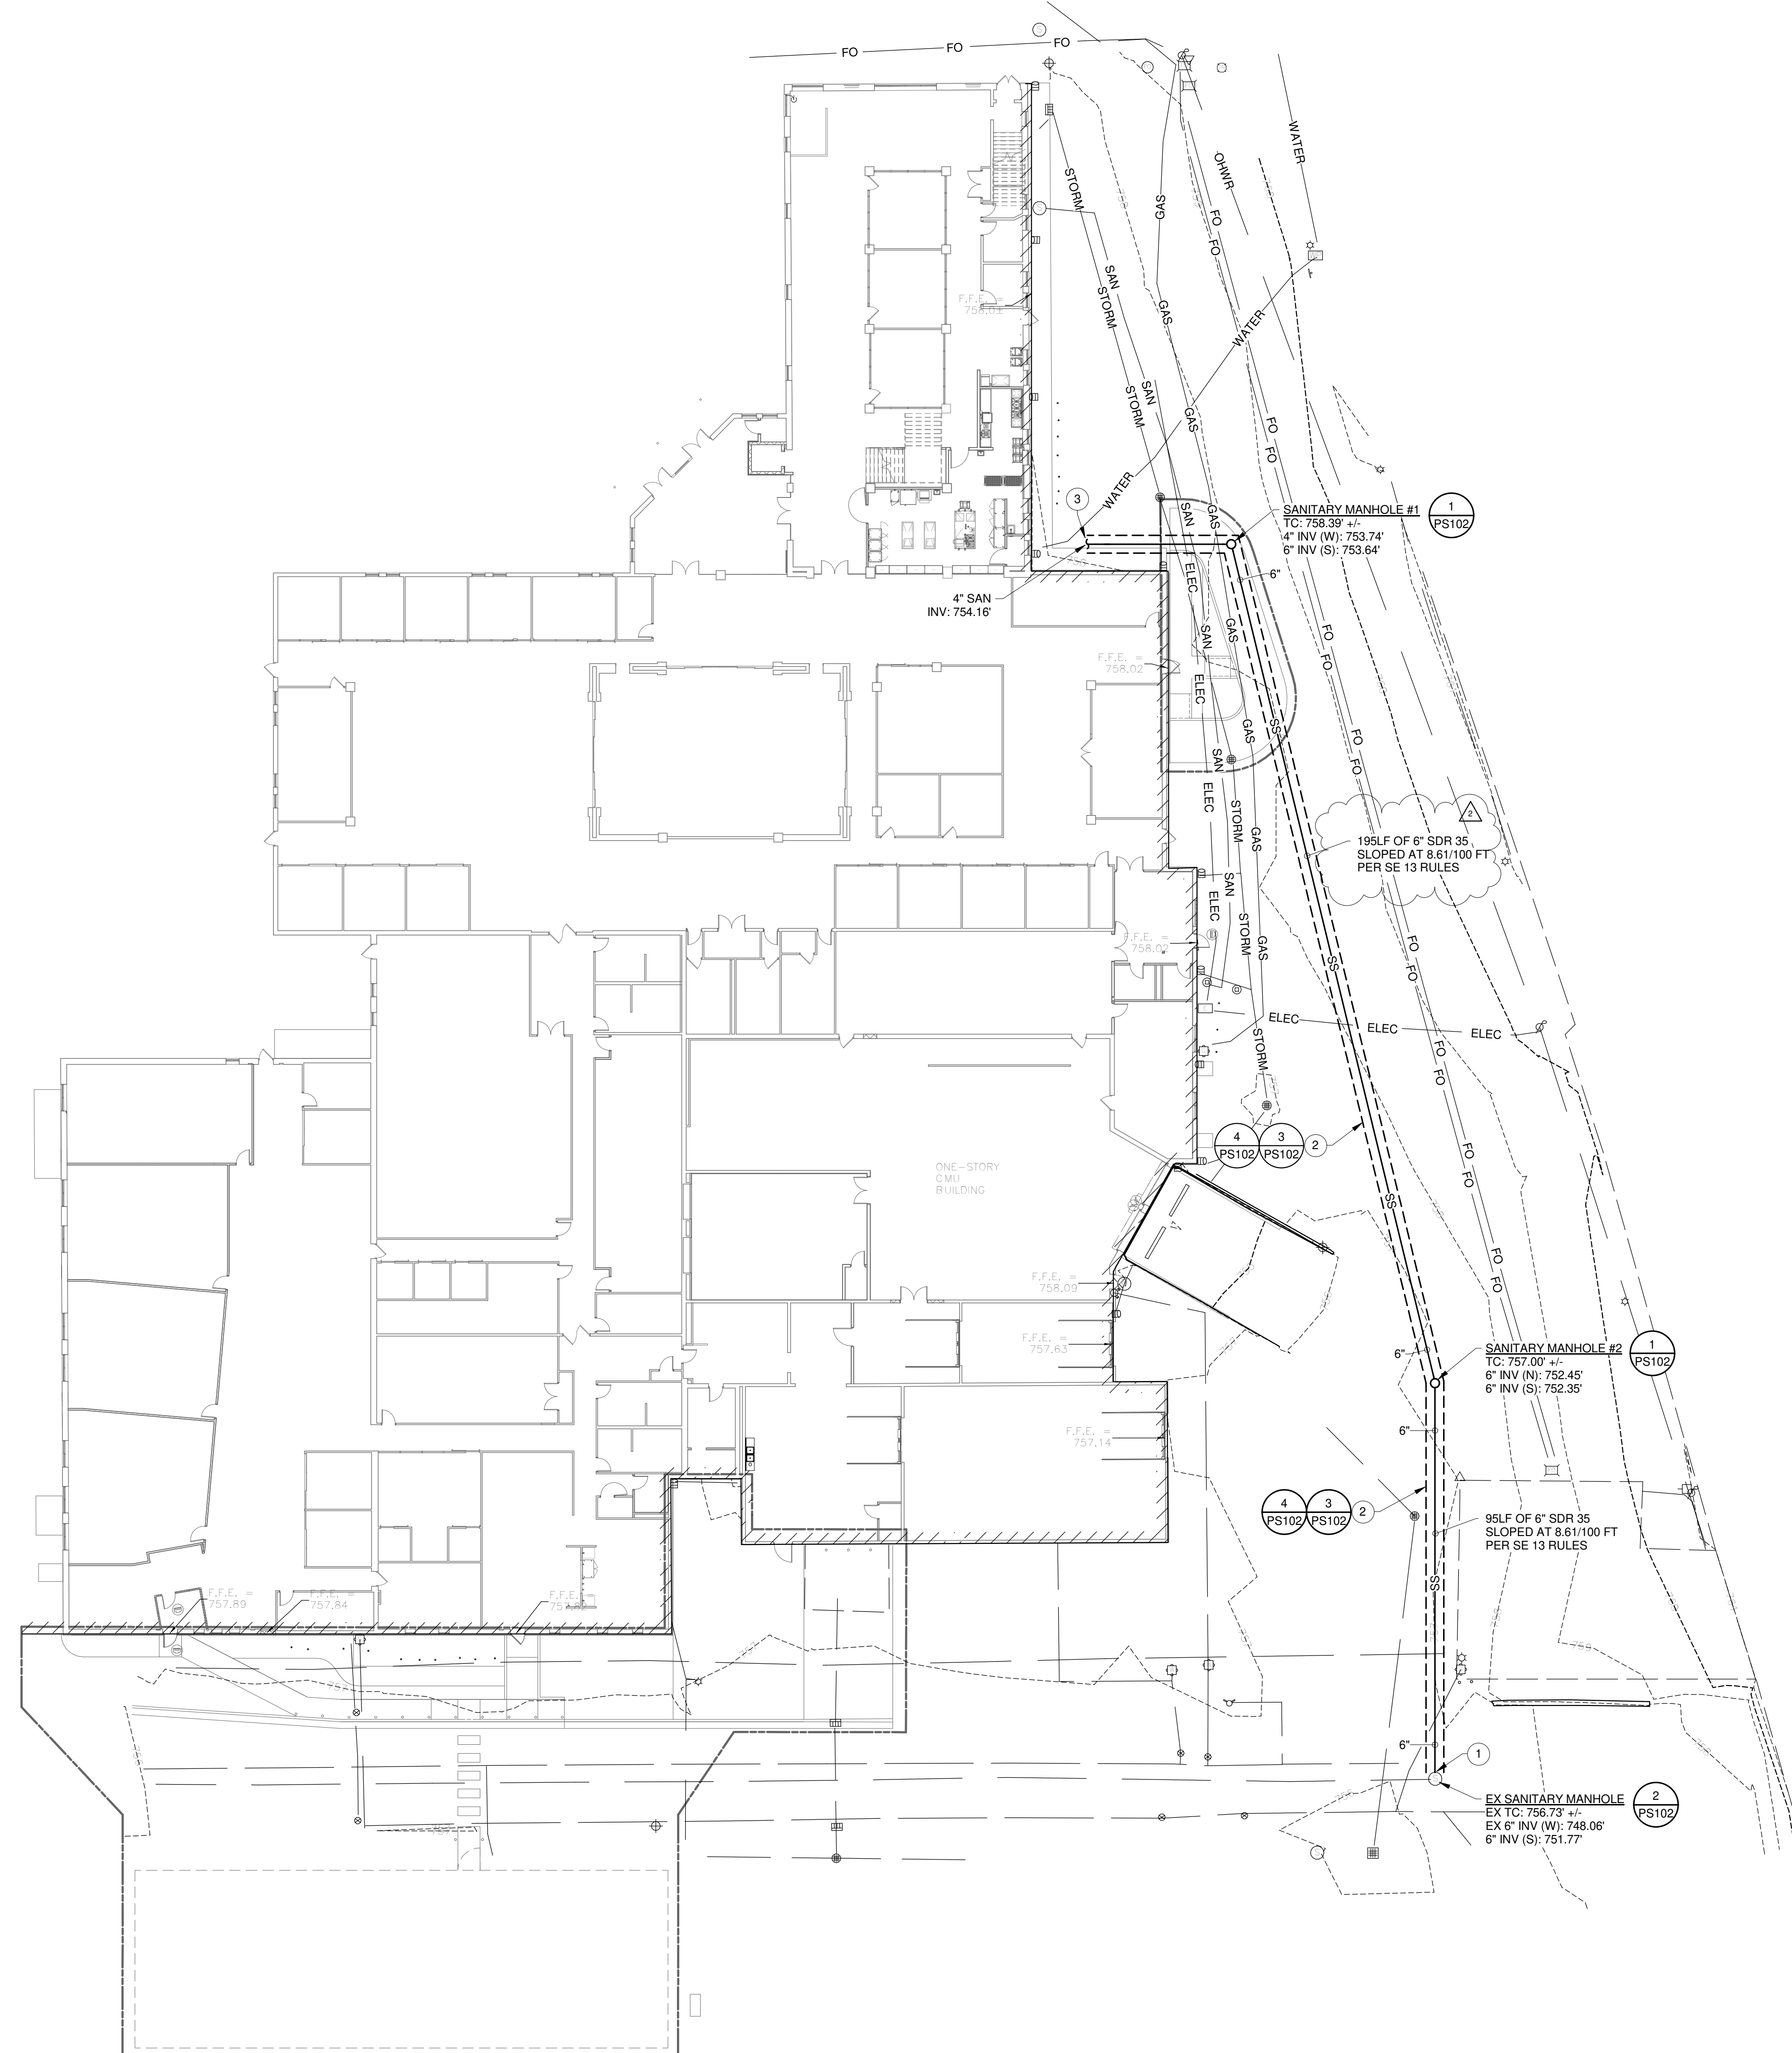 FO
FO
FO
WATER
OHWR
STORM
GAS
FO
FO
SAN
STORM
GAS
WATER
F.F.E. =
758.01
SAN
STORM
GAS
FO
FO
3
WATER
SAN
GAS
SANITARY MANHOLE #1
TC: 758.39' +/-
4" INV (W): 753.74'
6" INV (S): 753.64'
1
PS102
4" SAN
INV: 754.16'
ELEC
6"
SAN
GAS
FO
FO
F.F.E. =
758.02
ELEC
SS
GAS
SAN
FO
FO
ELEC
STORM
GAS
2
195LF OF 6" SDR 35
SLOPED AT 8.61/100 FT
PER SE 13 RULES
SAN
ELEC
STORM
GAS
F.F.E. =
758.02
FO
FO
SS
ELEC
ELEC
ELEC
STORM
FO
FO
4
PS102
3
PS102
2
ONE-STORY
CMU
BUILDING
FO
FO
SS
F.F.E. =
758.09
FO
FO
F.F.E. =
757.63
6"
SANITARY MANHOLE #2
TC: 757.00' +/-
6" INV (N): 752.45'
6" INV (S): 752.35'
1
PS102
F.F.E. =
757.14
6"
4
PS102
3
PS102
2
95LF OF 6" SDR 35
SLOPED AT 8.61/100 FT
PER SE 13 RULES
SS
F.F.E. =
757.89
F.F.E. =
757.84
F.F.E. =
6"
1
EX SANITARY MANHOLE
EX TC: 756.73' +/-
EX 6" INV (W): 748.06'
6" INV (S): 751.77'
2
PS102